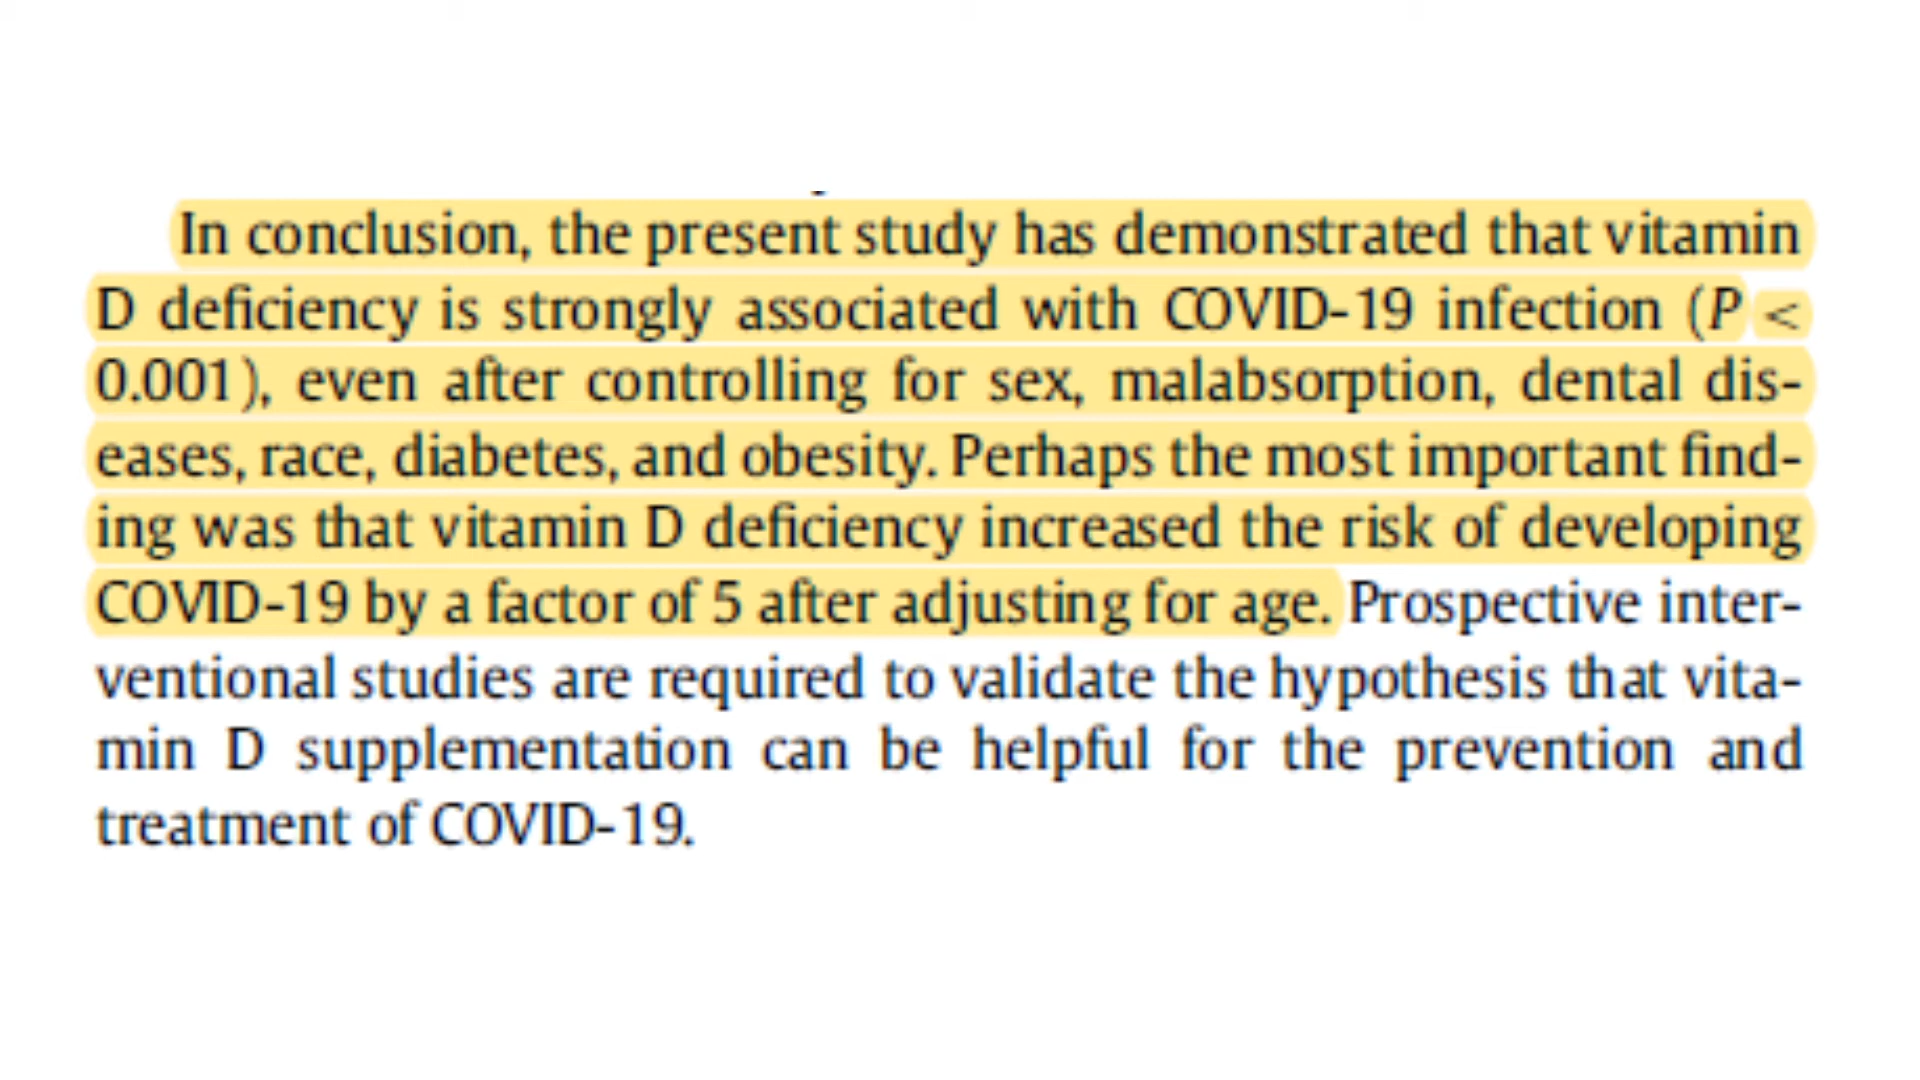 In conclusion, the present study has demonstrated that vitamin
D deficiency is strongly associated with COVID-19 infection (P <
0.001), even after controlling for sex, malabsorption, dental dis-
eases, race, diabetes, and obesity. Perhaps the most important find-
ing was that vitamin D deficiency increased the risk of developing
COVID-19 by a factor of 5 after adjusting for age. Prospective inter-
ventional studies are required to validate the hypothesis that vita-
min D supplementation can be helpful for the prevention and
treatment of COVID-19.